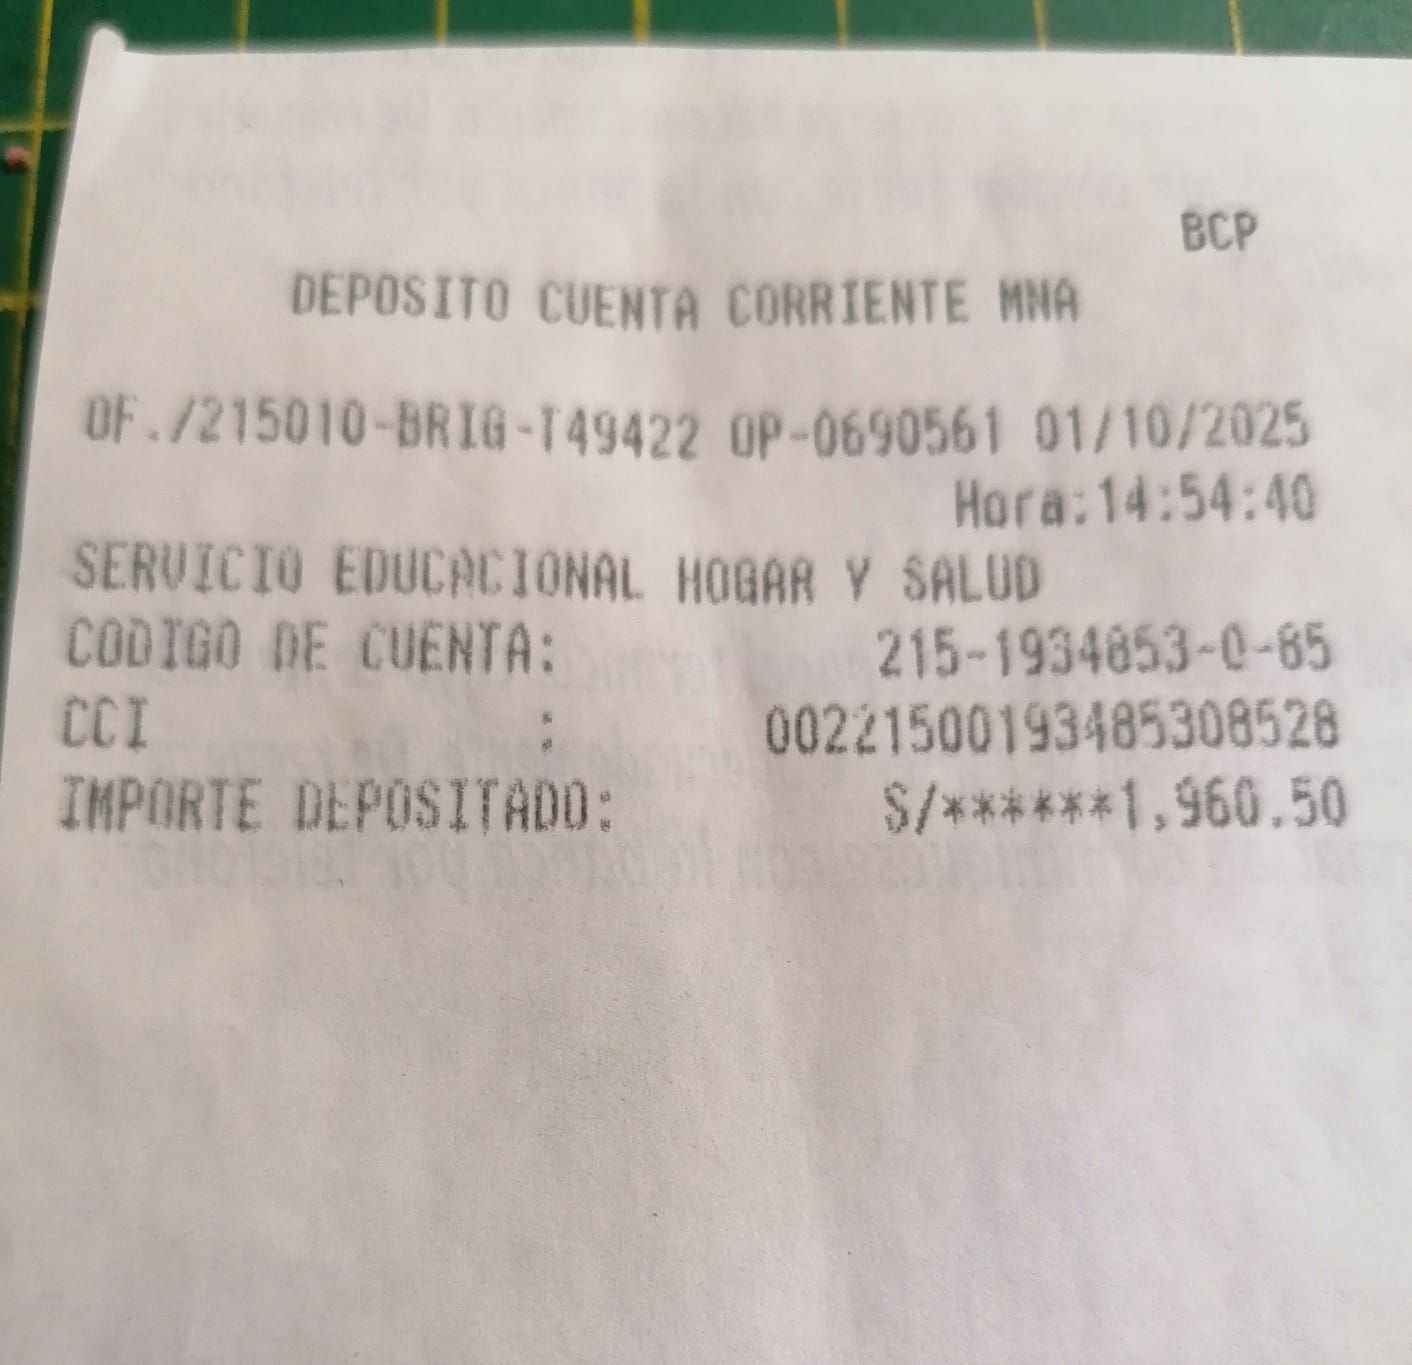 BCP
DEPOSITO CUENTA CORRIENTE MNA
OF./215010-BRIG-T49422 OP-0690561 01/10/2025
Hora:14:54:40
SERVICIO EDUCACIONAL HOGAR Y SALUD
CODIGO DE CUENTA: 215-1934853-0-85
CCI : 00221500193485308528
IMPORTE DEPOSITADO: S/******1,960.50